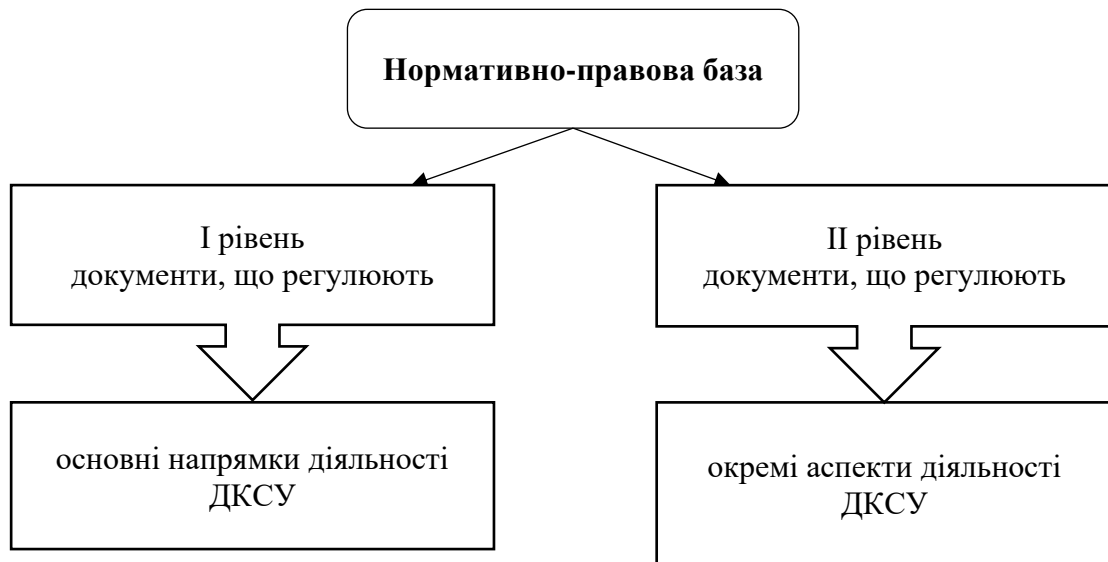 Нормативно-правова база
І рівень
документи, що регулюють
ІІ рівень
документи, що регулюють
основні напрямки діяльності
ДКСУ
окремі аспекти діяльності
ДКСУ